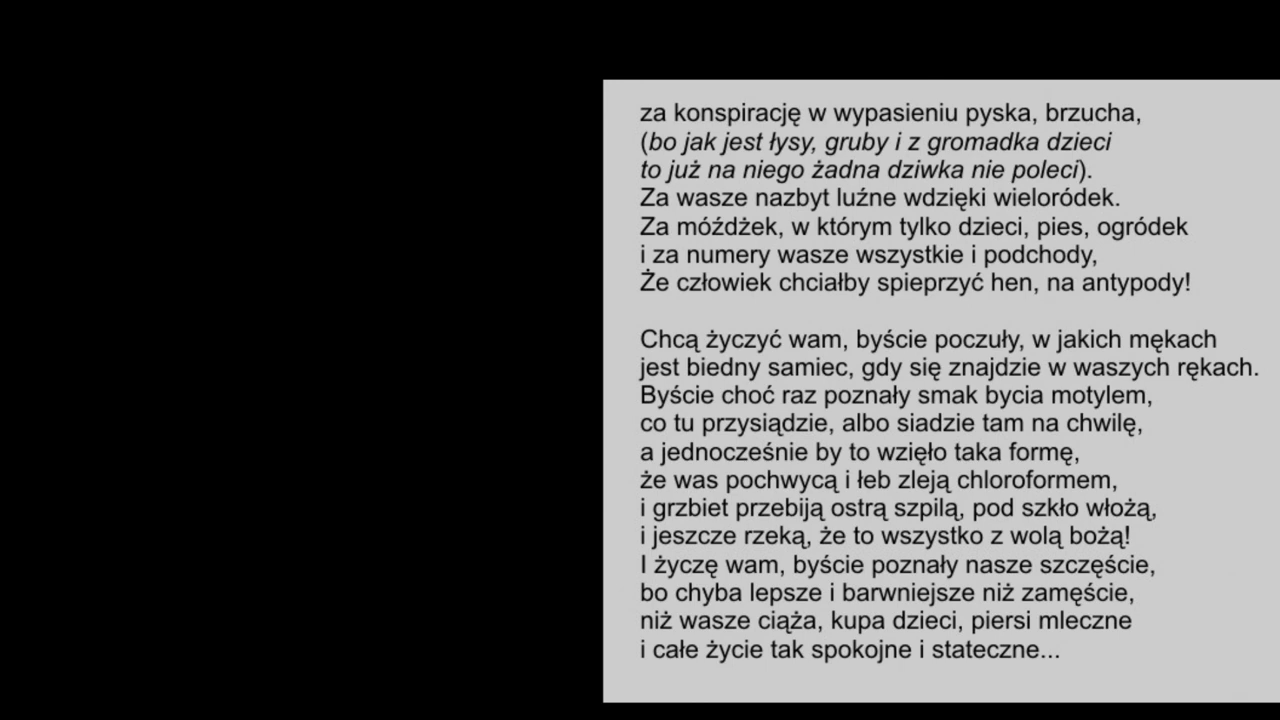 za konspirację w wypasieniu pyska, brzucha,
(bo jak jest łysy, gruby i z gromadka dzieci
to już na niego żadna dziwka nie poleci).
Za wasze nazbyt luźne wdzięki wieloródek.
Za móżdżek, w którym tylko dzieci, pies, ogródek
i za numery wasze wszystkie i podchody,
Że człowiek chciałby spieprzyć hen, na antypody!

Chcą życzyć wam, byście poczuły, w jakich mękach
jest biedny samiec, gdy się znajdzie w waszych rękach.
Byście choć raz poznały smak bycia motylem,
co tu przysiądzie, albo siadzie tam na chwilę,
a jednocześnie by to wzięło taka formę,
że was pochwycą i łeb zleją chloroformem,
i grzbiet przebiją ostrą szpilą, pod szkło włożą,
i jeszcze rzeką, że to wszystko z wolą bożą!
I życzę wam, byście poznały nasze szczęście,
bo chyba lepsze i barwniejsze niż zamęście,
niż wasze ciąża, kupa dzieci, piersi mleczne
i całe życie tak spokojne i stateczne...